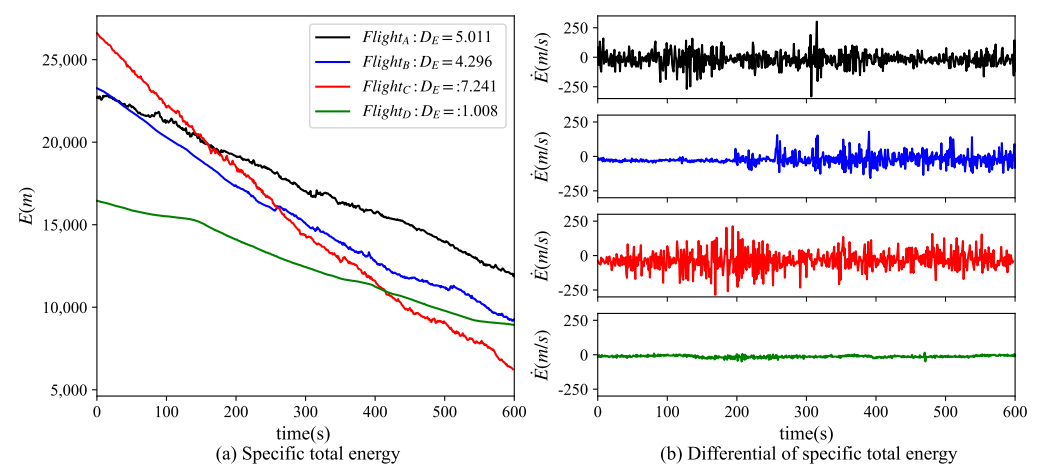 Flight_A : D_E = 5.011
Flight_B : D_E = 4.296
Flight_C : D_E =: 7.241
Flight_D : D_E =: 1.008
E(m)
25,000
20,000
15,000
10,000
5,000
0 100 200 300 400 500 600
time(s)
(a) Specific total energy
Ė(m/s)
250
0
-250
Ė(m/s)
250
0
-250
Ė(m/s)
250
0
-250
Ė(m/s)
250
0
-250
0 100 200 300 400 500 600
time(s)
(b) Differential of specific total energy